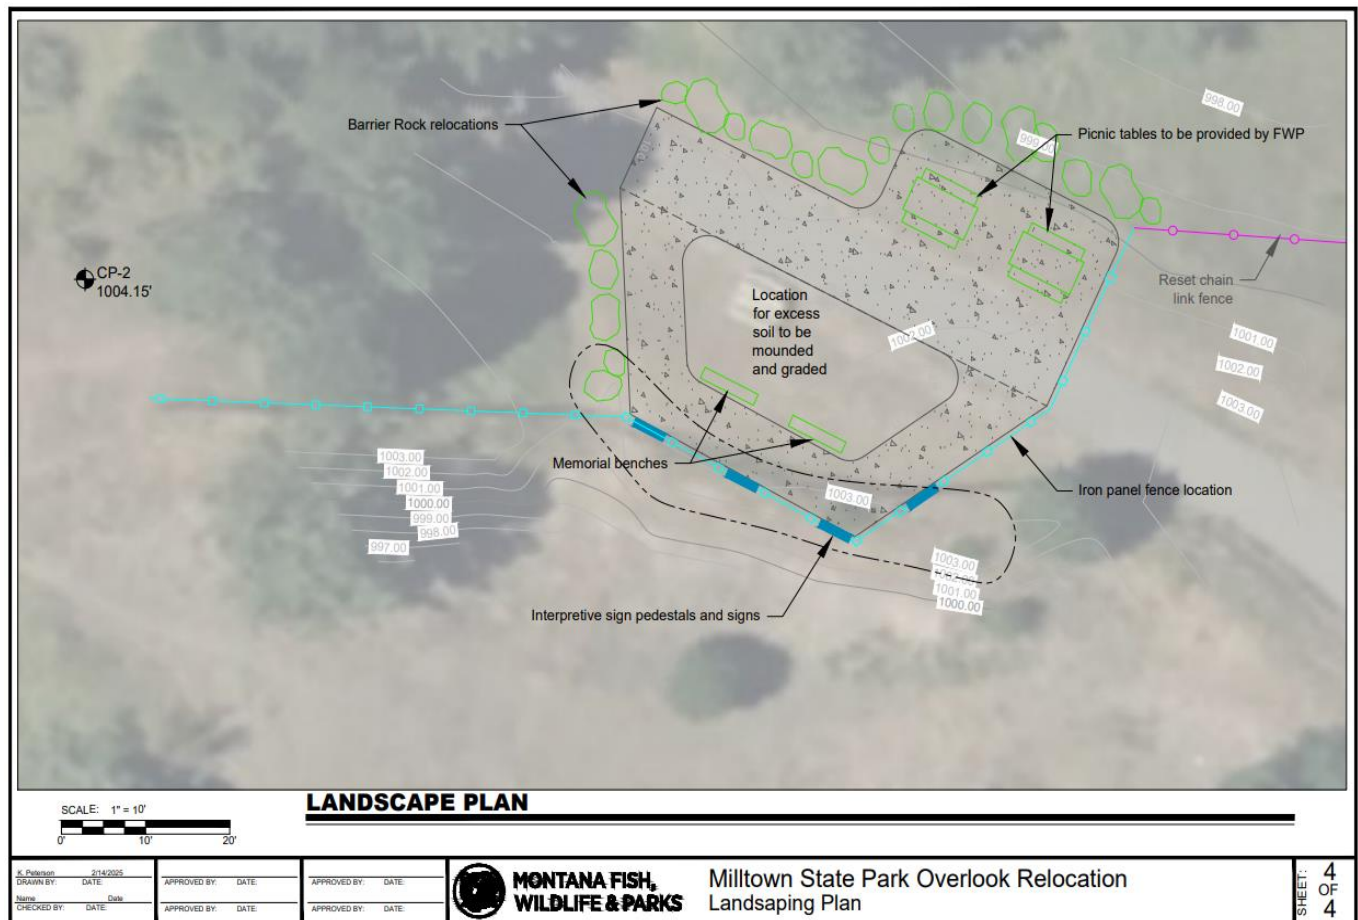 998.00
Barrier Rock relocations
Picnic tables to be provided by FWP
999.00
CP-2
1004.15'
Reset chain
link fence
Location
for excess
soil to be
mounded
and graded
1002.00
1001.00
1002.00
1003.00
1003.00
1002.00
1001.00
1000.00
999.00
998.00
997.00
Memorial benches
1003.00
Iron panel fence location
1003.00
1002.00
1001.00
1000.00
Interpretive sign pedestals and signs
SCALE: 1" = 10'
0' 10' 20'
LANDSCAPE PLAN
K. Peterson 2/14/2025
DRAWN BY: DATE:
Name Date
CHECKED BY: DATE:
APPROVED BY: DATE:
APPROVED BY: DATE:
APPROVED BY: DATE:
APPROVED BY: DATE:
MONTANA FISH,
WILDLIFE & PARKS
Milltown State Park Overlook Relocation
Landsaping Plan
SHEET:
4
OF
4